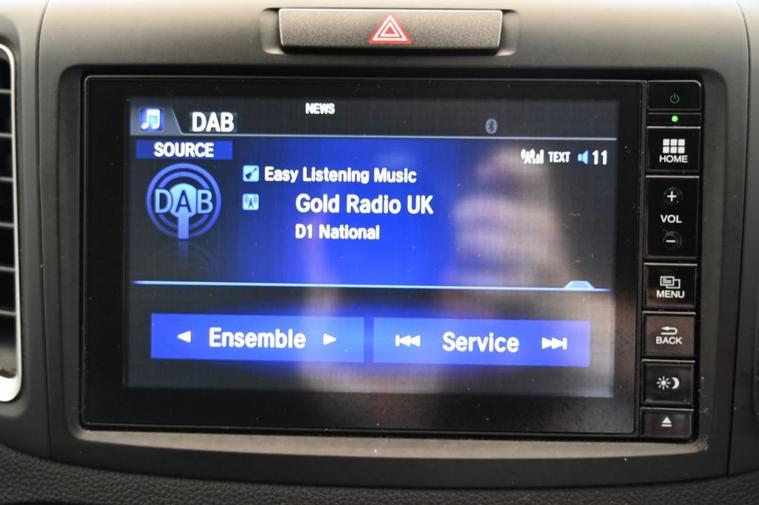 NEWS
DAB
SOURCE
TEXT 11
Easy Listening Music
DAB
Gold Radio UK
D1 National
Ensemble
Service
HOME
+
VOL
-
MENU
BACK